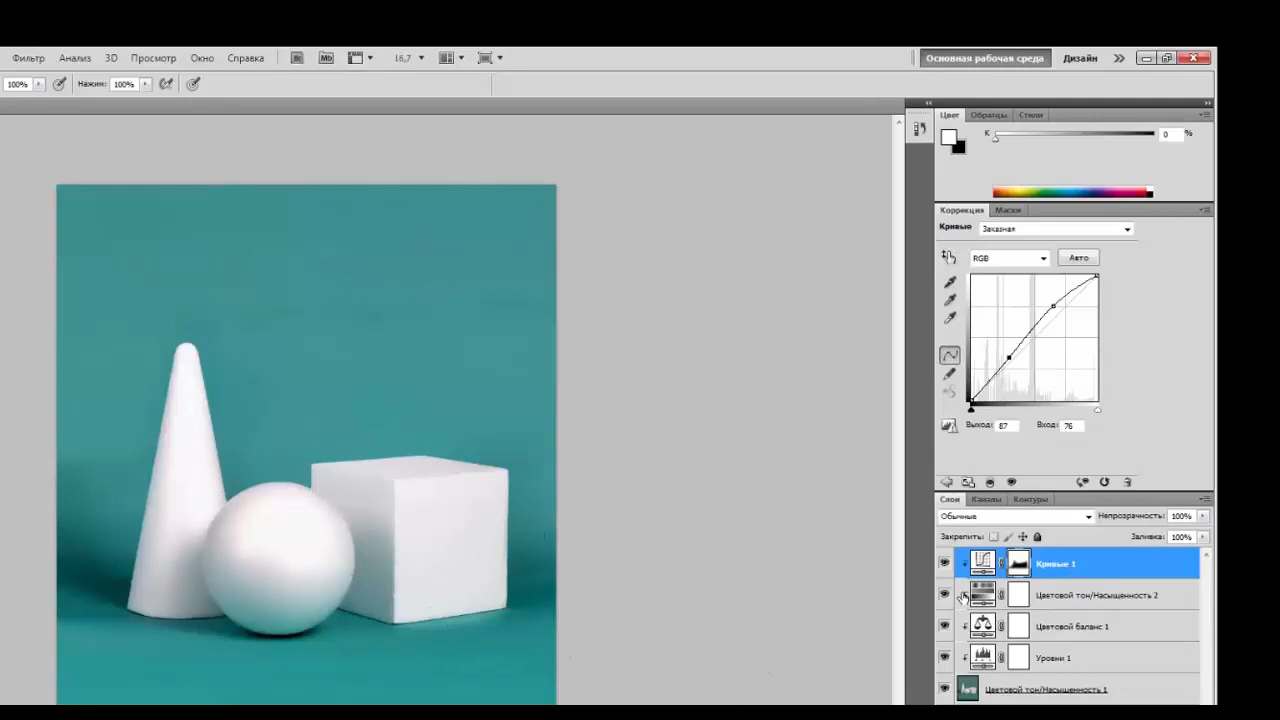 Фильтр Анализ 3D Просмотр Окно Справка Br Mb 16,7 Основная рабочая среда Дизайн
100% Нажим: 100%
Цвет Образцы Стили
К 0 %
Коррекция Маски
Кривые Заказная
RGB Авто
Выход: 87 Вход: 76
Слои Каналы Контуры
Обычные Непрозрачность: 100%
Закрепить: Заливка: 100%
Кривые 1
Цветовой тон/Насыщенность 2
Цветовой баланс 1
Уровни 1
Цветовой тон/Насыщенность 1